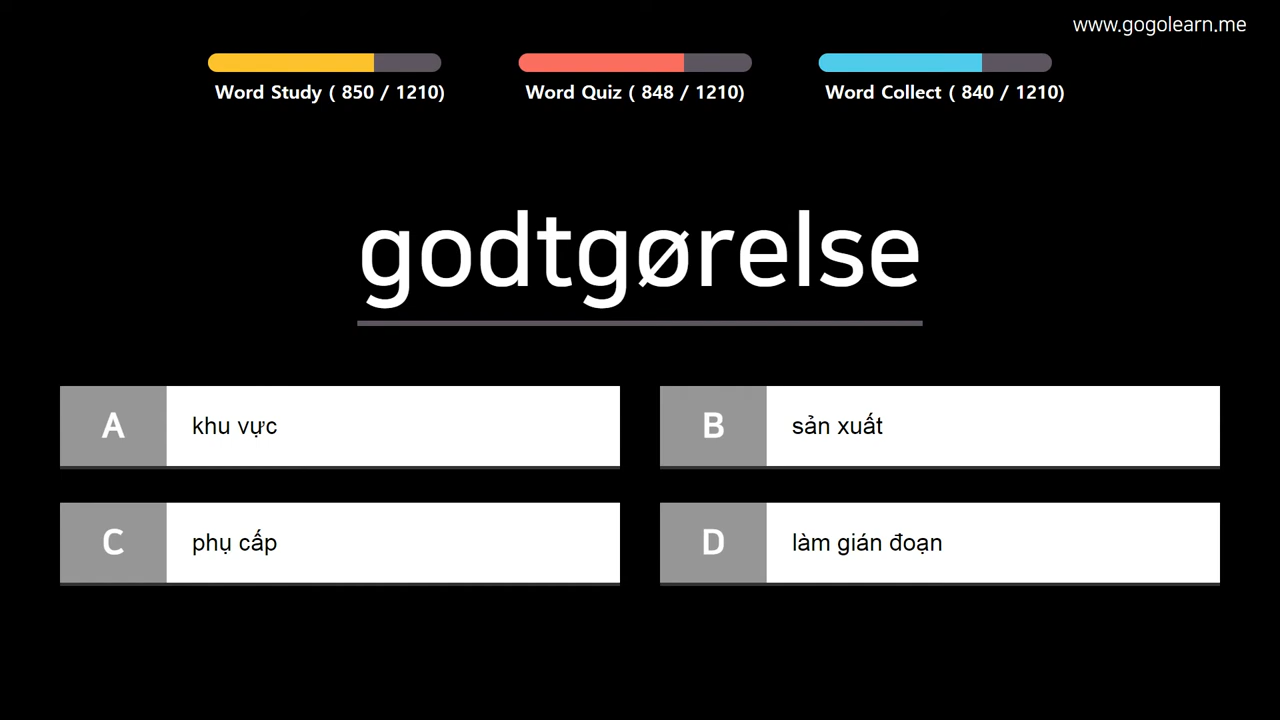 www.gogolearn.me
Word Study ( 850 / 1210)
Word Quiz ( 848 / 1210)
Word Collect ( 840 / 1210)
godtgørelse
A khu vực
B sản xuất
C phụ cấp
D làm gián đoạn